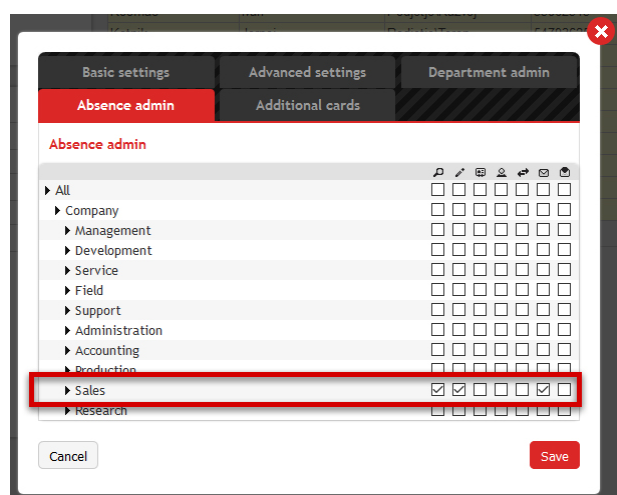 Basic settings Advanced settings Department admin
Absence admin Additional cards
Absence admin
All
Company
Management
Development
Service
Field
Support
Administration
Accounting
Production
Sales
Research
Cancel Save